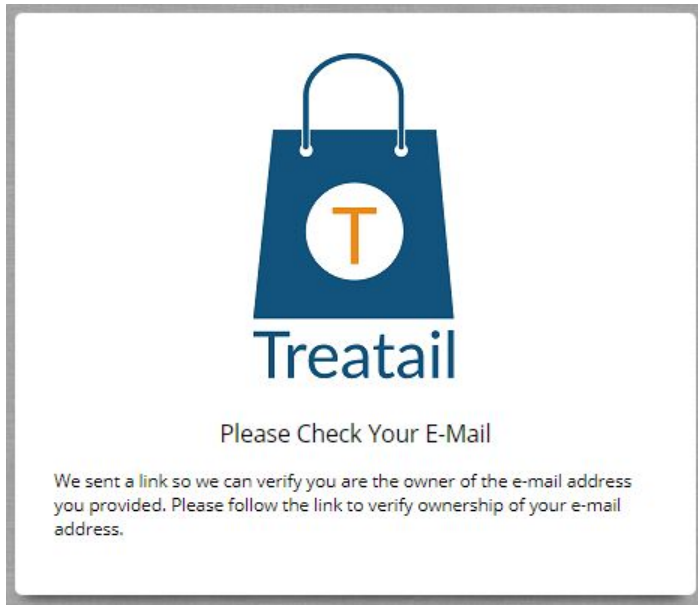 T
Treatail
Please Check Your E-Mail
We sent a link so we can verify you are the owner of the e-mail address
you provided. Please follow the link to verify ownership of your e-mail
address.